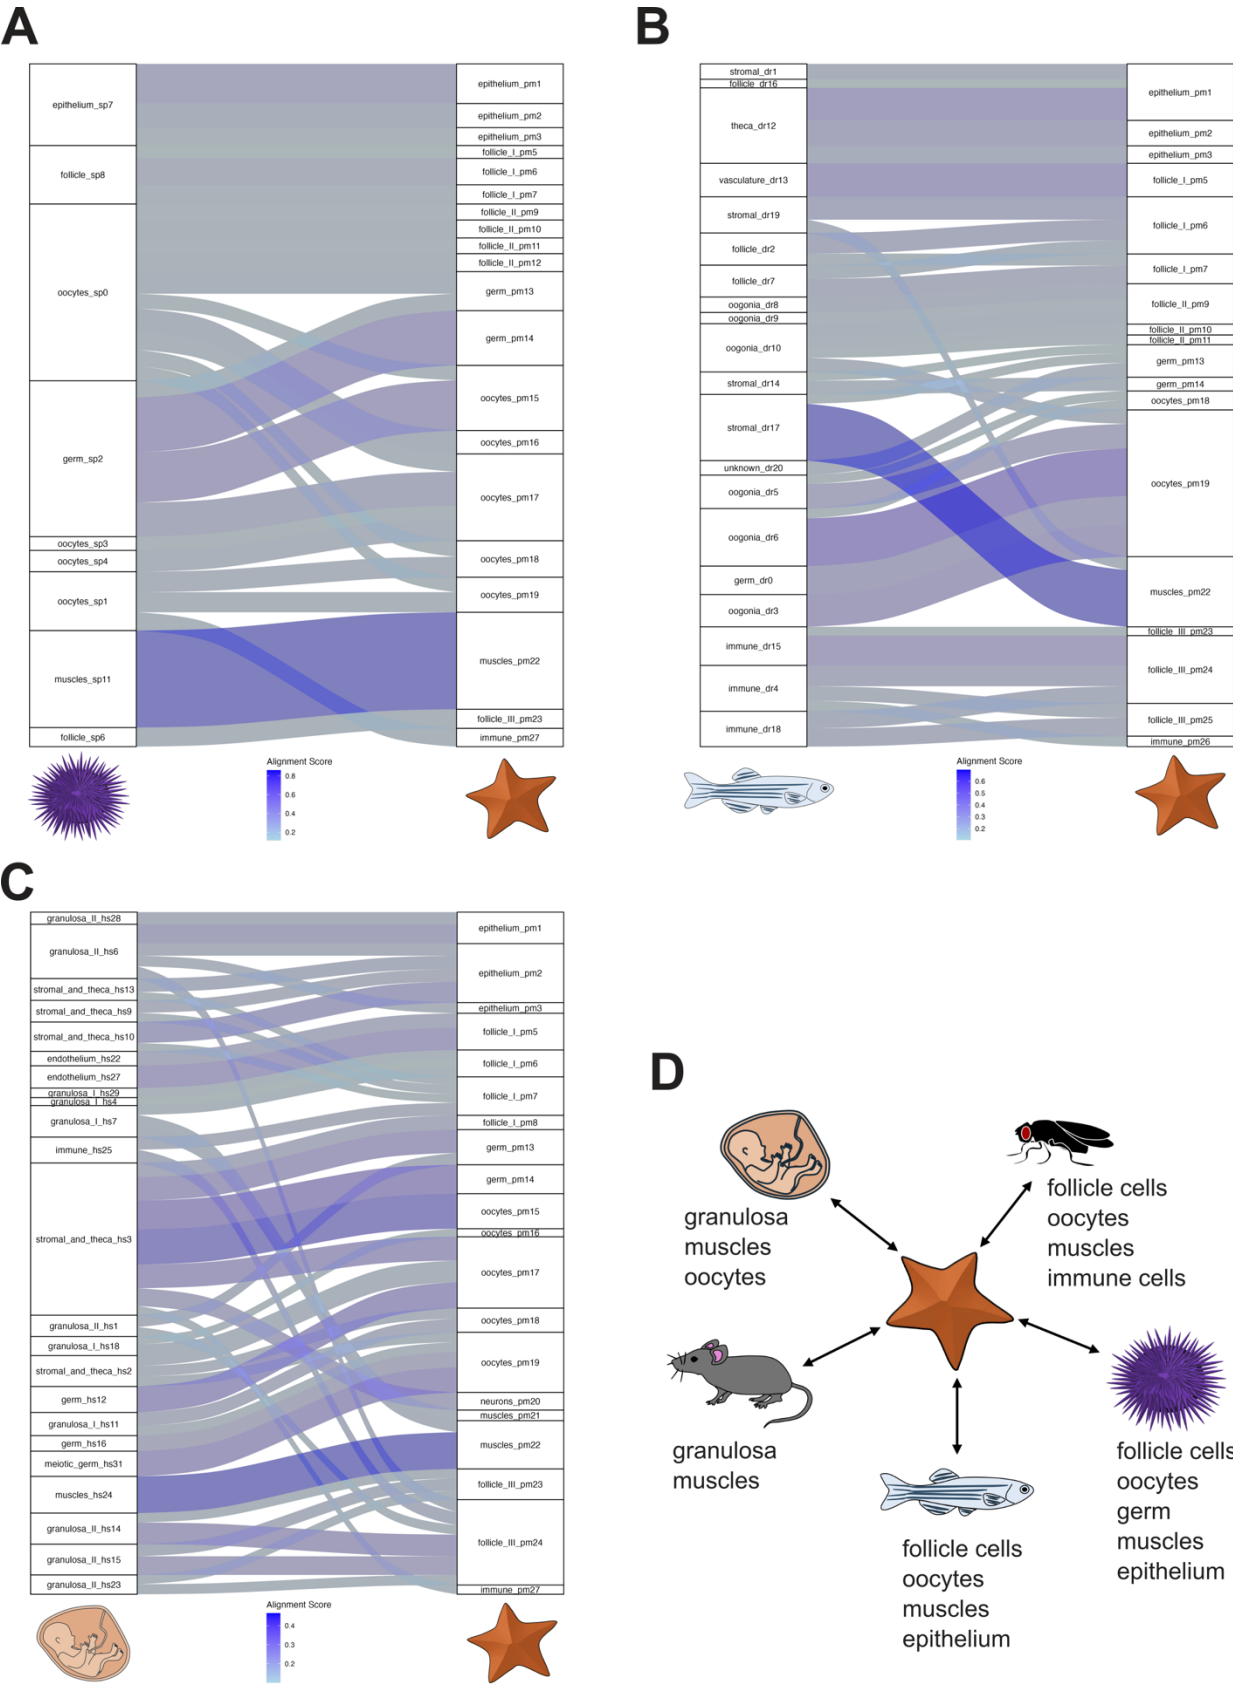 A
epithelium_sp7
follicle_sp8
oocytes_sp0
germ_sp2
oocytes_sp3
oocytes_sp4
oocytes_sp1
muscles_sp11
follicle_sp6
epithelium_pm1
epithelium_pm2
epithelium_pm3
follicle_I_pm5
follicle_I_pm6
follicle_I_pm7
follicle_II_pm9
follicle_II_pm10
follicle_II_pm11
follicle_II_pm12
germ_pm13
germ_pm14
oocytes_pm15
oocytes_pm16
oocytes_pm17
oocytes_pm18
oocytes_pm19
muscles_pm22
follicle_III_pm23
immune_pm27
Alignment Score
0.8
0.6
0.4
0.2
B
stromal_dr1
follicle_dr16
theca_dr12
vasculature_dr13
stromal_dr19
follicle_dr2
follicle_dr7
oogonia_dr8
oogonia_dr9
oogonia_dr10
stromal_dr14
stromal_dr17
unknown_dr20
oogonia_dr5
oogonia_dr6
germ_dr0
oogonia_dr3
immune_dr15
immune_dr4
immune_dr18
epithelium_pm1
epithelium_pm2
epithelium_pm3
follicle_I_pm5
follicle_I_pm6
follicle_I_pm7
follicle_II_pm9
follicle_II_pm10
follicle_II_pm11
germ_pm13
germ_pm14
oocytes_pm18
oocytes_pm19
muscles_pm22
follicle_III_pm23
follicle_III_pm24
follicle_III_pm25
immune_pm26
Alignment Score
0.6
0.5
0.4
0.3
0.2
C
granulosa_II_hs28
granulosa_II_hs6
stromal_and_theca_hs13
stromal_and_theca_hs9
stromal_and_theca_hs10
endothelium_hs22
endothelium_hs27
granulosa_I_hs29
granulosa_I_hs4
granulosa_I_hs7
immune_hs25
stromal_and_theca_hs3
granulosa_II_hs1
granulosa_I_hs18
stromal_and_theca_hs2
germ_hs12
granulosa_I_hs11
germ_hs16
meiotic_germ_hs31
muscles_hs24
granulosa_II_hs14
granulosa_II_hs15
granulosa_II_hs23
epithelium_pm1
epithelium_pm2
epithelium_pm3
follicle_I_pm5
follicle_I_pm6
follicle_I_pm7
follicle_I_pm8
germ_pm13
germ_pm14
oocytes_pm15
oocytes_pm16
oocytes_pm17
oocytes_pm18
oocytes_pm19
neurons_pm20
muscles_pm21
muscles_pm22
follicle_III_pm23
follicle_III_pm24
immune_pm27
Alignment Score
0.4
0.3
0.2
D
granulosa
muscles
oocytes
follicle cells
oocytes
muscles
immune cells
granulosa
muscles
follicle cells
oocytes
muscles
epithelium
follicle cells
oocytes
germ
muscles
epithelium